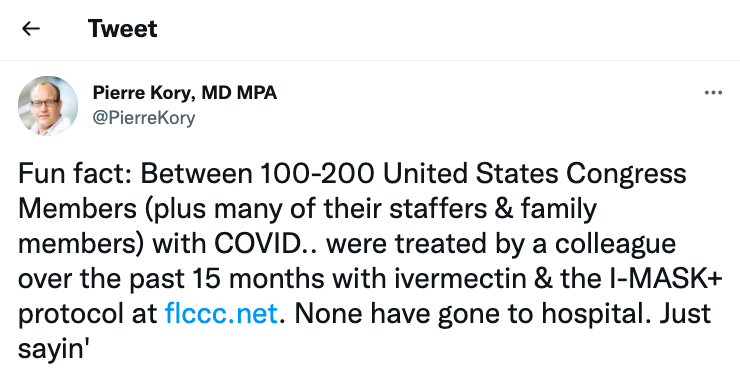 Tweet
Pierre Kory, MD MPA
@PierreKory
Fun fact: Between 100-200 United States Congress
Members (plus many of their staffers & family
members) with COVID.. were treated by a colleague
over the past 15 months with ivermectin & the I-MASK+
protocol at flccc.net. None have gone to hospital. Just
sayin'